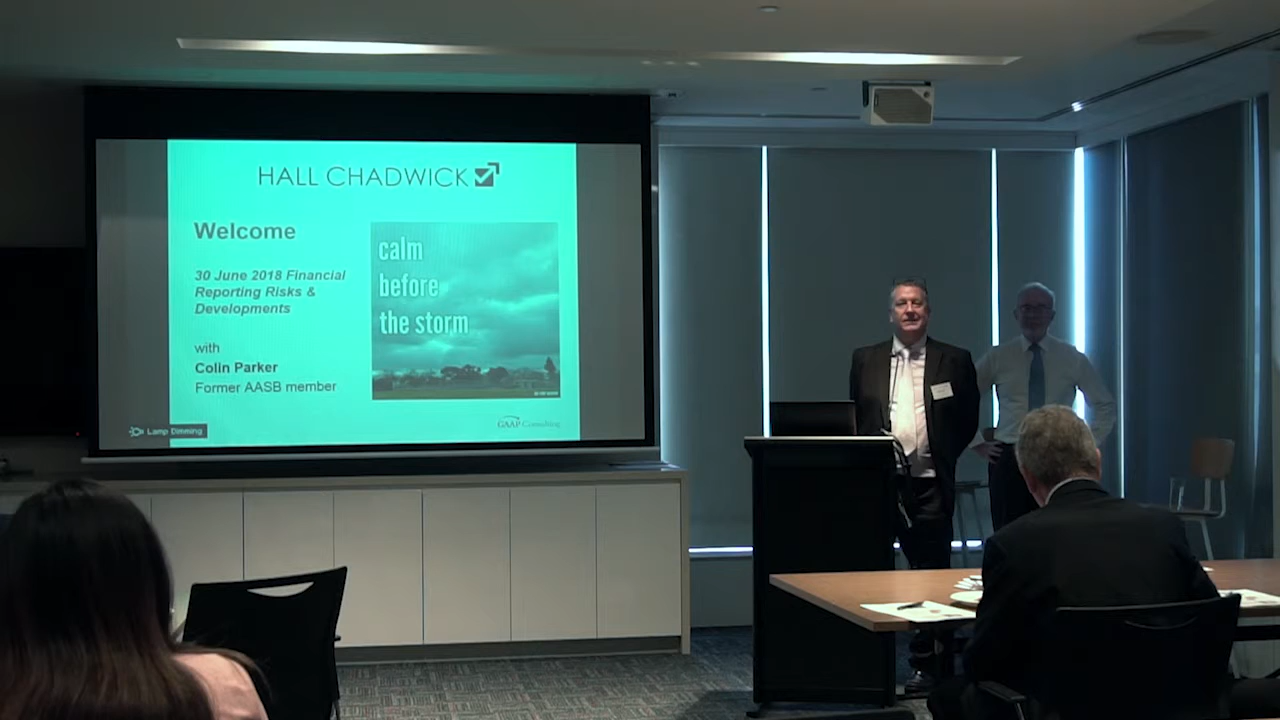 HALL CHADWICK
Welcome
30 June 2018 Financial
Reporting Risks &
Developments
with
Colin Parker
Former AASB member
calm
before
the storm
Lamp Dimming
GAAP Consulting